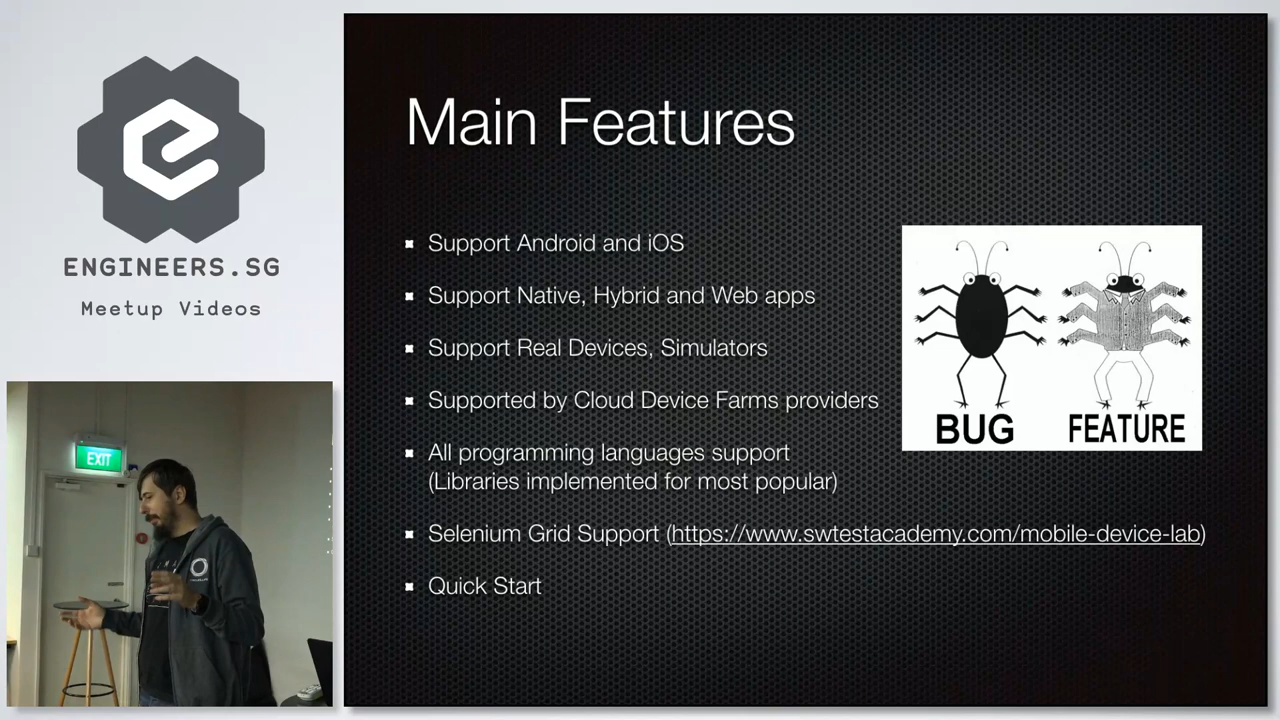 ENGINEERS.SG
Meetup Videos
EXIT
Main Features
Support Android and iOS
Support Native, Hybrid and Web apps
Support Real Devices, Simulators
Supported by Cloud Device Farms providers
All programming languages support
(Libraries implemented for most popular)
Selenium Grid Support (https://www.swtestacademy.com/mobile-device-lab)
Quick Start
BUG
FEATURE